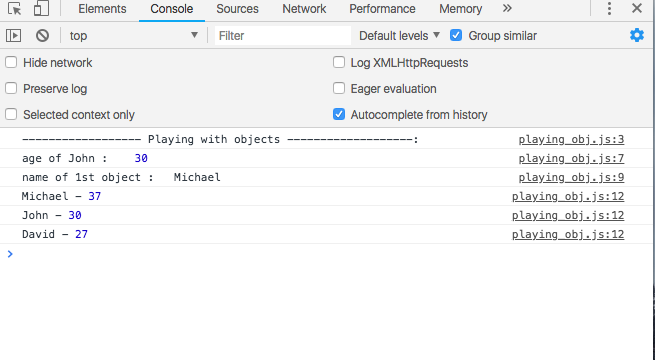 Elements Console Sources Network Performance Memory »
top ▼ Filter Default levels ▼ Group similar
Hide network Log XMLHttpRequests
Preserve log Eager evaluation
Selected context only Autocomplete from history
------------------ Playing with objects -------------------: playing_obj.js:3
age of John : 30 playing_obj.js:7
name of 1st object : Michael playing_obj.js:9
Michael – 37 playing_obj.js:12
John – 30 playing_obj.js:12
David – 27 playing_obj.js:12
>